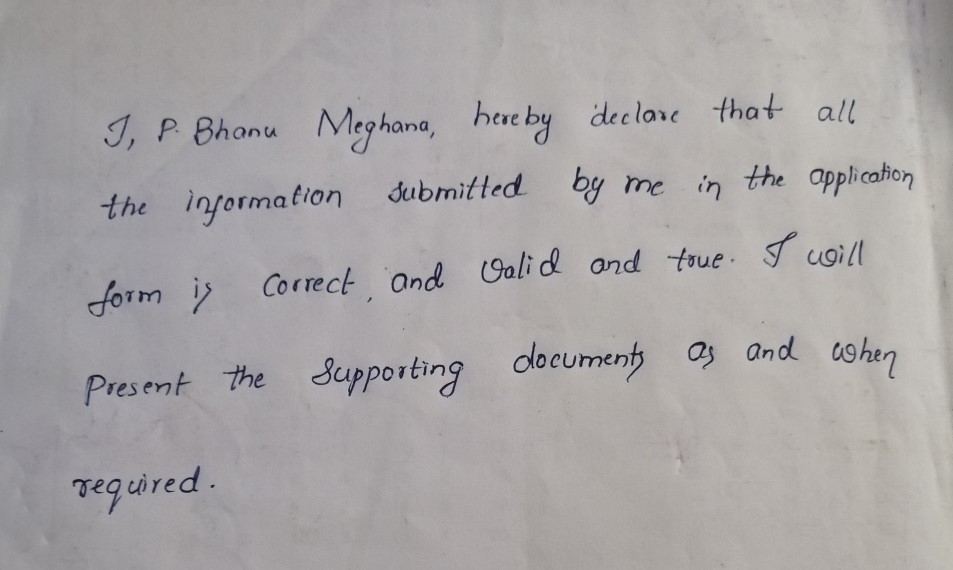 I, P. Bhanu Meghana, hereby declare that all
the information submitted by me in the application
form is Correct, and Valid and true. I will
Present the Supporting documents as and when
required.